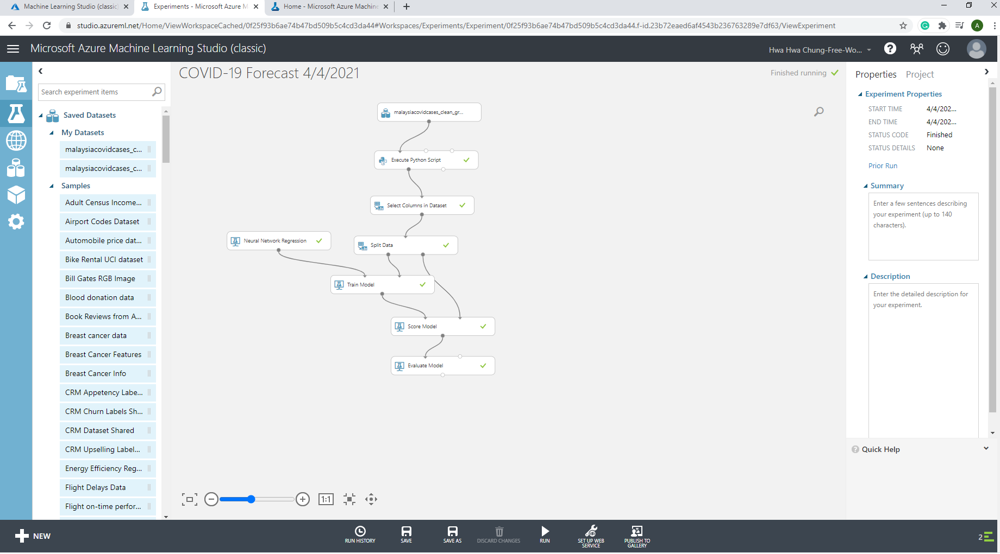 Machine Learning Studio (classic)
Experiments - Microsoft Azure M
Home - Microsoft Azure Machine
studio.azureml.net/Home/ViewWorkspaceCached/0f25f93b6ae74b47bd509b5c4cd3da44#Workspaces/Experiments/Experiment/0f25f93b6ae74b47bd509b5c4cd3da44.f-id.23b72eaed6af4543b236763289e7df63/ViewExperiment
A
Microsoft Azure Machine Learning Studio (classic)
Hwa Hwa Chung-Free-Wo...
Search experiment items
Saved Datasets
My Datasets
malaysiacovidcases_c...
malaysiacovidcases_c...
Samples
Adult Census Income...
Airport Codes Dataset
Automobile price dat...
Bike Rental UCI dataset
Bill Gates RGB Image
Blood donation data
Book Reviews from A...
Breast cancer data
Breast Cancer Features
Breast Cancer Info
CRM Appetency Labe...
CRM Churn Labels Sh...
CRM Dataset Shared
CRM Upselling Label...
Energy Efficiency Reg...
Flight Delays Data
Flight on-time perfor...
COVID-19 Forecast 4/4/2021
Finished running
malaysiacovidcases_clean_gr...
Execute Python Script
Select Columns in Dataset
Neural Network Regression
Split Data
Train Model
Score Model
Evaluate Model
1:1
Properties
Project
Experiment Properties
START TIME 4/4/202...
END TIME 4/4/202...
STATUS CODE Finished
STATUS DETAILS None
Prior Run
Summary
Enter a few sentences describing
your experiment (up to 140
characters).
Description
Enter the detailed description for
your experiment.
Quick Help
NEW
RUN HISTORY
SAVE
SAVE AS
DISCARD CHANGES
RUN
SET UP WEB
SERVICE
PUBLISH TO
GALLERY
2